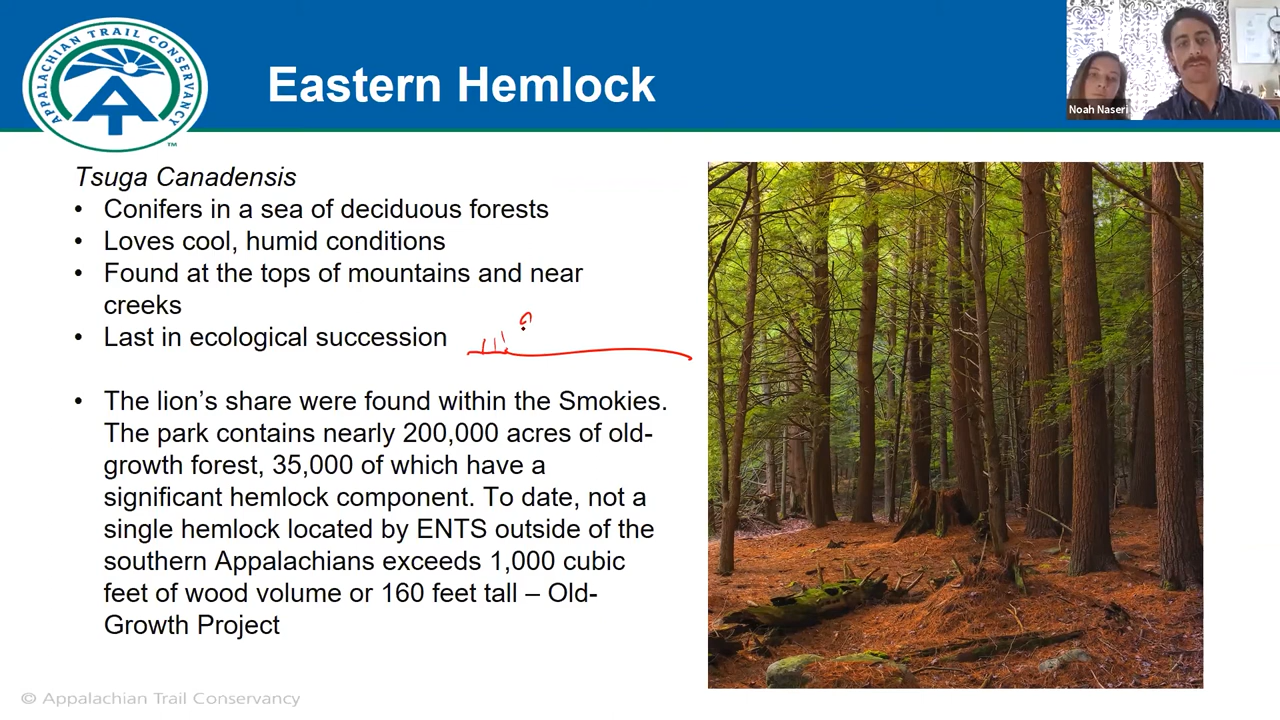 APPALACHIAN TRAIL CONSERVANCY
TM
Eastern Hemlock
Noah Naseri
Tsuga Canadensis
• Conifers in a sea of deciduous forests
• Loves cool, humid conditions
• Found at the tops of mountains and near
creeks
• Last in ecological succession
• The lion’s share were found within the Smokies.
The park contains nearly 200,000 acres of old-
growth forest, 35,000 of which have a
significant hemlock component. To date, not a
single hemlock located by ENTS outside of the
southern Appalachians exceeds 1,000 cubic
feet of wood volume or 160 feet tall – Old-
Growth Project
© Appalachian Trail Conservancy